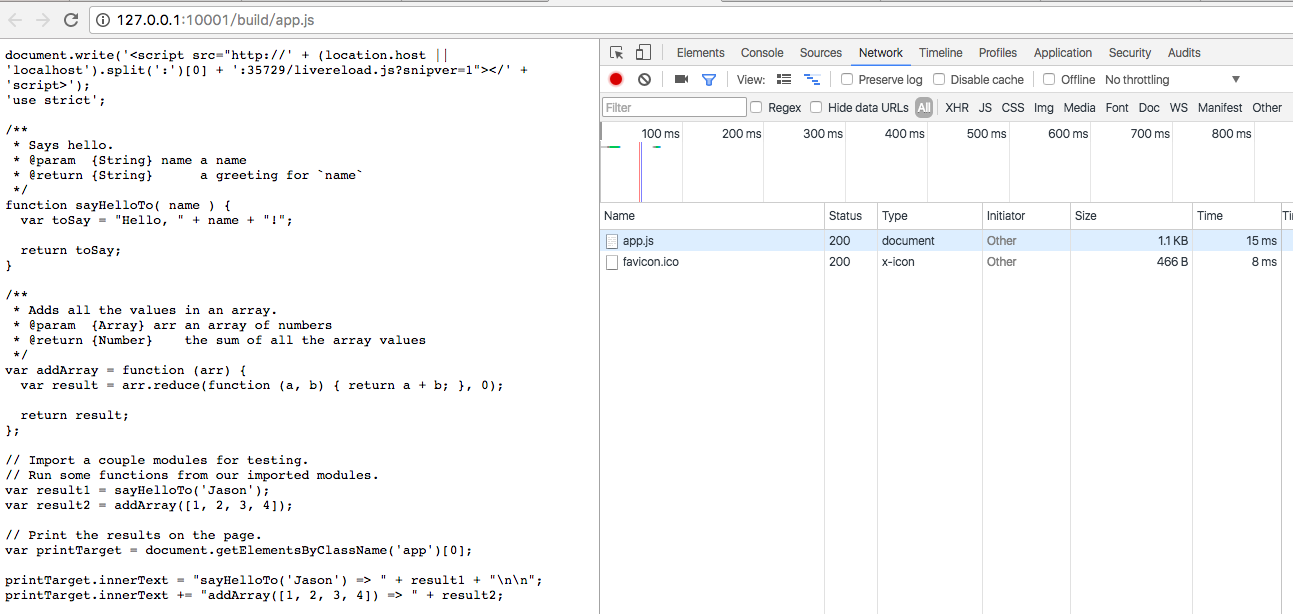 127.0.0.1:10001/build/app.js
document.write('<script src="http://' + (location.host ||
'localhost').split(':')[0] + ':35729/livereload.js?snipver=1"></' +
'script>');
'use strict';
/**
 * Says hello.
 * @param  {String} name a name
 * @return {String}      a greeting for `name`
 */
function sayHelloTo( name ) {
  var toSay = "Hello, " + name + "!";
  return toSay;
}
/**
 * Adds all the values in an array.
 * @param  {Array} arr an array of numbers
 * @return {Number}    the sum of all the array values
 */
var addArray = function (arr) {
  var result = arr.reduce(function (a, b) { return a + b; }, 0);
  return result;
};
// Import a couple modules for testing.
// Run some functions from our imported modules.
var result1 = sayHelloTo('Jason');
var result2 = addArray([1, 2, 3, 4]);
// Print the results on the page.
var printTarget = document.getElementsByClassName('app')[0];
printTarget.innerText = "sayHelloTo('Jason') => " + result1 + "\n\n";
printTarget.innerText += "addArray([1, 2, 3, 4]) => " + result2;
Elements Console Sources Network Timeline Profiles Application Security Audits
View: Preserve log Disable cache Offline No throttling
Filter Regex Hide data URLs All XHR JS CSS Img Media Font Doc WS Manifest Other
100 ms 200 ms 300 ms 400 ms 500 ms 600 ms 700 ms 800 ms
Name Status Type Initiator Size Time Ti
app.js 200 document Other 1.1 KB 15 ms
favicon.ico 200 x-icon Other 466 B 8 ms